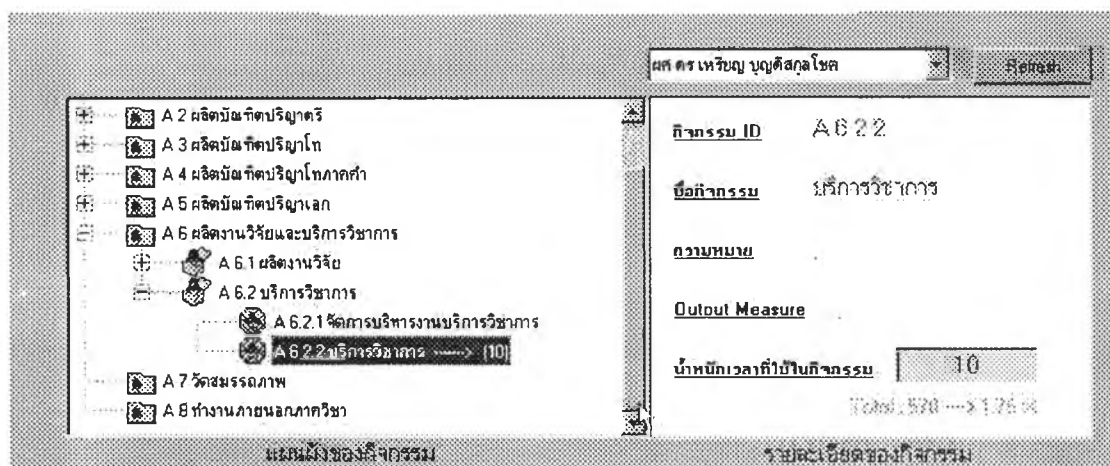 ผศ ดร เหรียญ บุญดีสกุลโชค
Refresh
A 2 ผลิตบัณฑิตปริญาตรี
A 3 ผลิตบัณฑิตปริญาโท
A 4 ผลิตบัณฑิตปริญาโทภาคค่ำ
A 5 ผลิตบัณฑิตปริญาเอก
A 6 ผลิตงานวิจัยและบริการวิชาการ
A 6.1 ผลิตงานวิจัย
A 6.2 บริการวิชาการ
A 6.2.1 จัดการบริหารงานบริการวิชาการ
A 6.2.2 บริการวิชาการ -----> (10)
A 7 วัดสมรรถภาพ
A 8 ทำงานภายนอกภาควิชา
แผนผังของกิจกรรม
กิจกรรม ID A 6 2 2
ชื่อกิจกรรม บริการวิชาการ
ความหมาย
Output Measure
น้ำหนักเวลาที่ใช้ในกิจกรรม 10
Total : 570 ---> 1.76 %
รายละเอียดของกิจกรรม